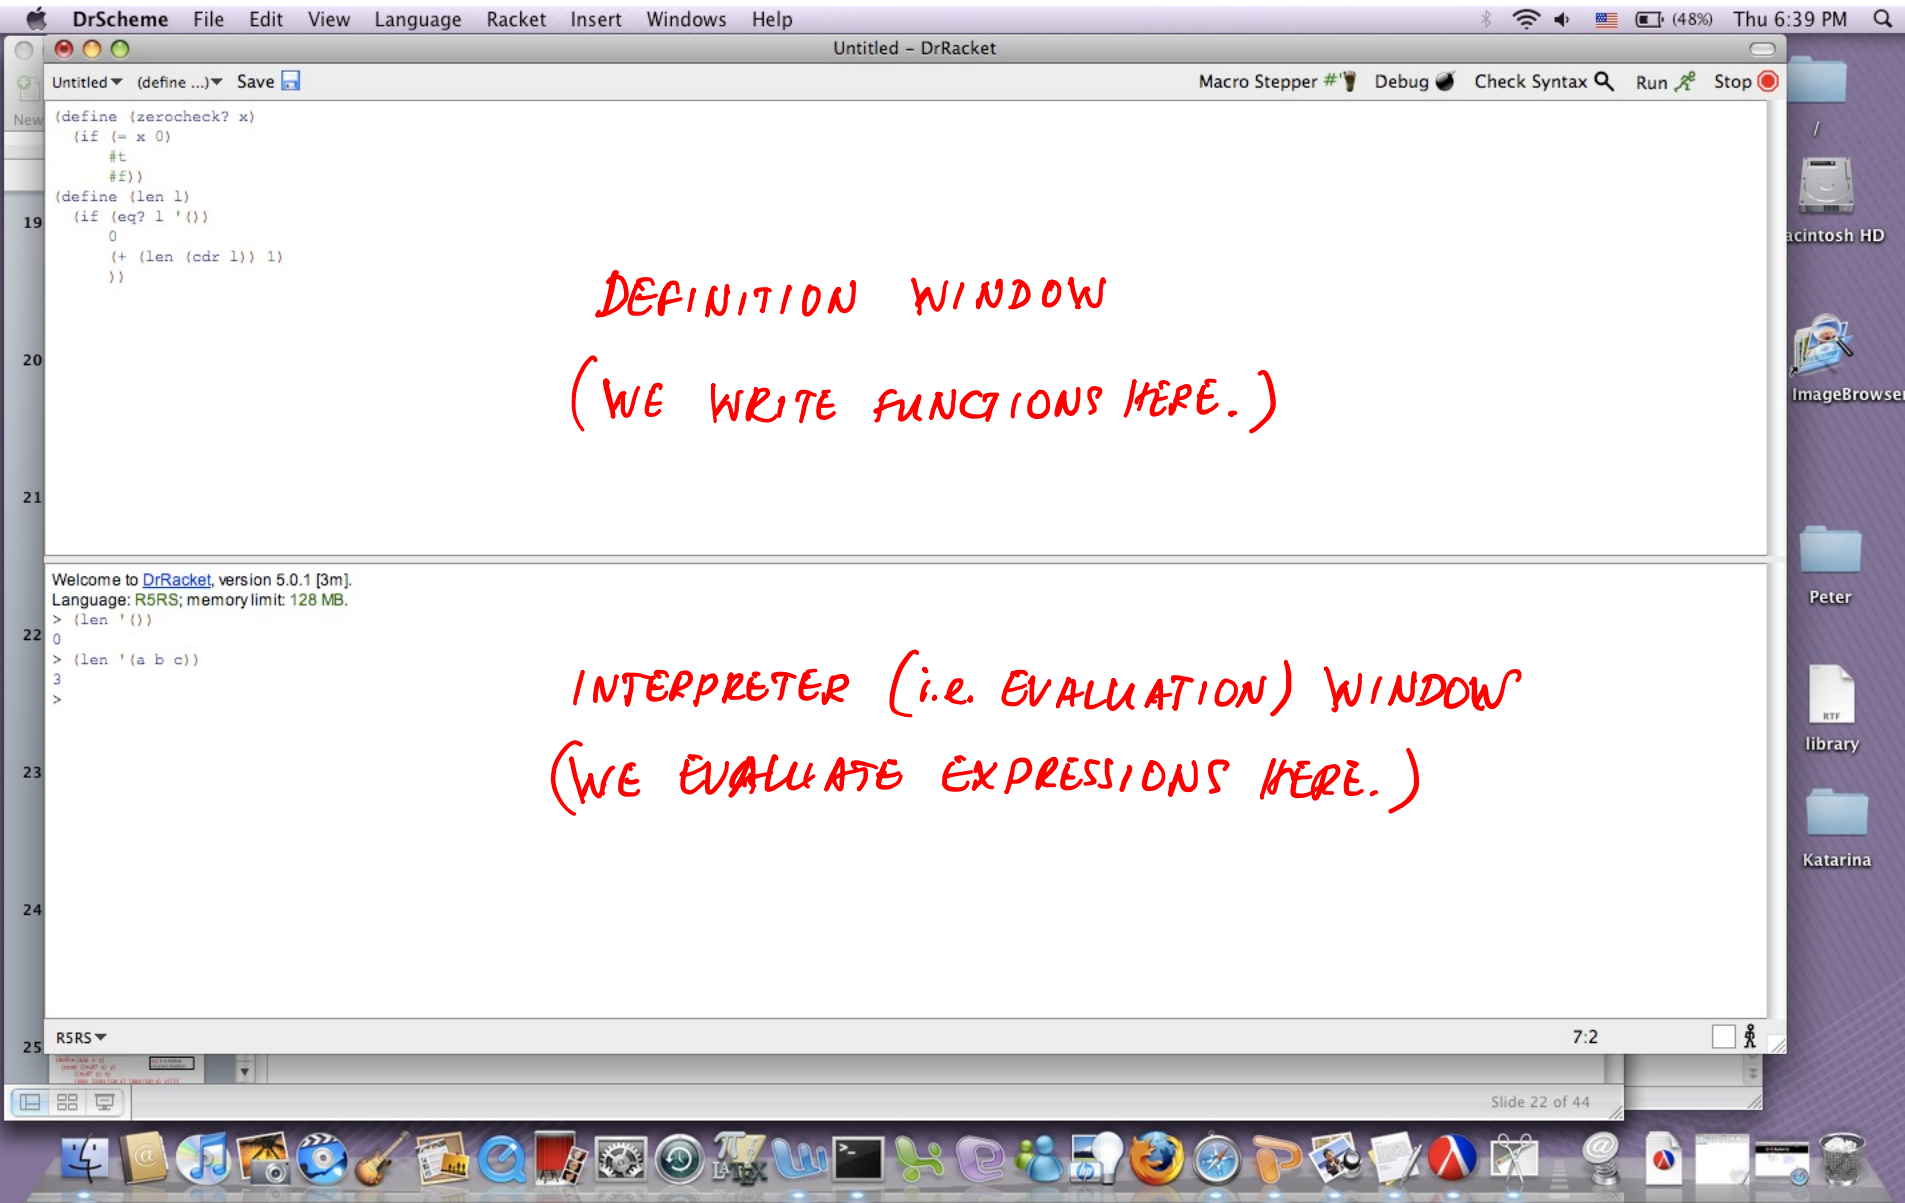 DrScheme File Edit View Language Racket Insert Windows Help (48%) Thu 6:39 PM
Untitled – DrRacket
Untitled (define ...) Save Macro Stepper #' Debug Check Syntax Run Stop
New
(define (zerocheck? x)
(if (= x 0)
#t
#f))
(define (len l)
(if (eq? l '())
0
(+ (len (cdr l)) 1)
))
DEFINITION WINDOW
(WE WRITE FUNCTIONS HERE.)
19
20
21
22
23
24
25
Welcome to DrRacket, version 5.0.1 [3m].
Language: R5RS; memory limit: 128 MB.
> (len '())
0
> (len '(a b c))
3
>
INTERPRETER (i.e. EVALUATION) WINDOW
(WE EVALUATE EXPRESSIONS HERE.)
R5RS 7:2
Slide 22 of 44
/
acintosh HD
ImageBrowser
Peter
RTF
library
Katarina